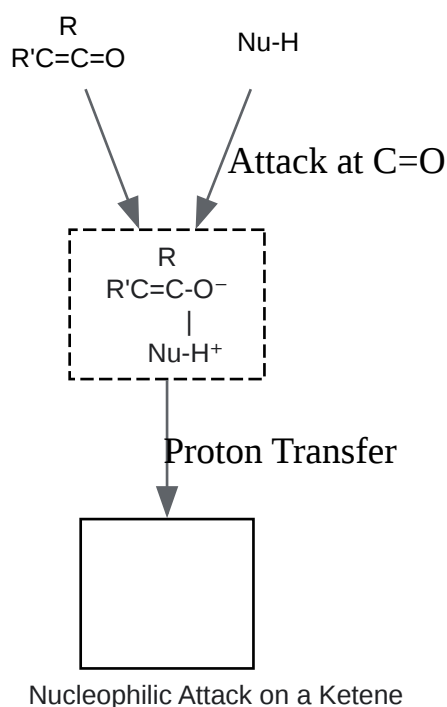 R
R'C=C=O
Nu-H
Attack at C=O
R
R'C=C-O⁻
|
Nu-H⁺
Proton Transfer
Nucleophilic Attack on a Ketene